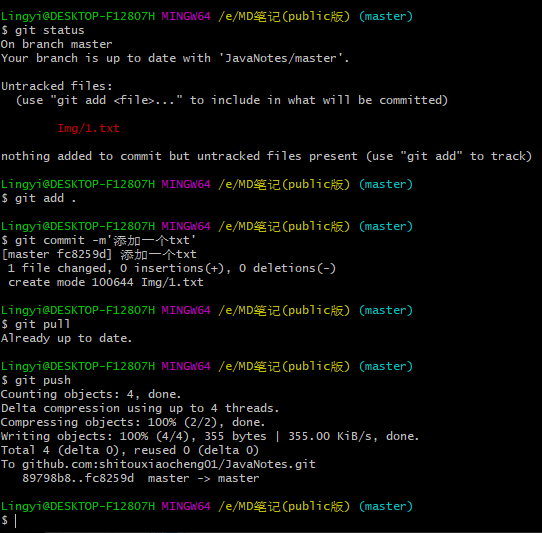 Lingyi@DESKTOP-F128O7H MINGW64 /e/MD笔记(public版) (master)
$ git status
On branch master
Your branch is up to date with 'JavaNotes/master'.
Untracked files:
(use "git add <file>..." to include in what will be committed)
Img/1.txt
nothing added to commit but untracked files present (use "git add" to track)
Lingyi@DESKTOP-F128O7H MINGW64 /e/MD笔记(public版) (master)
$ git add .
Lingyi@DESKTOP-F128O7H MINGW64 /e/MD笔记(public版) (master)
$ git commit -m'添加一个txt'
[master fc8259d] 添加一个txt
1 file changed, 0 insertions(+), 0 deletions(-)
create mode 100644 Img/1.txt
Lingyi@DESKTOP-F128O7H MINGW64 /e/MD笔记(public版) (master)
$ git pull
Already up to date.
Lingyi@DESKTOP-F128O7H MINGW64 /e/MD笔记(public版) (master)
$ git push
Counting objects: 4, done.
Delta compression using up to 4 threads.
Compressing objects: 100% (2/2), done.
Writing objects: 100% (4/4), 355 bytes | 355.00 KiB/s, done.
Total 4 (delta 0), reused 0 (delta 0)
To github.com:shitouxiaocheng01/JavaNotes.git
89798b8..fc8259d  master -> master
Lingyi@DESKTOP-F128O7H MINGW64 /e/MD笔记(public版) (master)
$